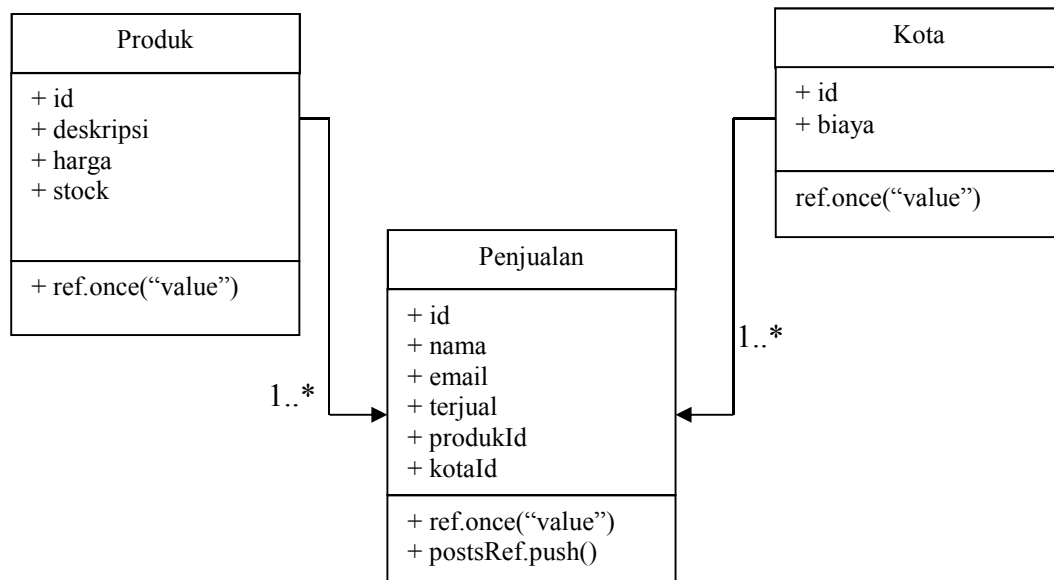 Produk
+ id
+ deskripsi
+ harga
+ stock
+ ref.once(“value”)
Kota
+ id
+ biaya
ref.once(“value”)
Penjualan
+ id
+ nama
+ email
+ terjual
+ produkId
+ kotaId
+ ref.once(“value”)
+ postsRef.push()
1..*
1..*